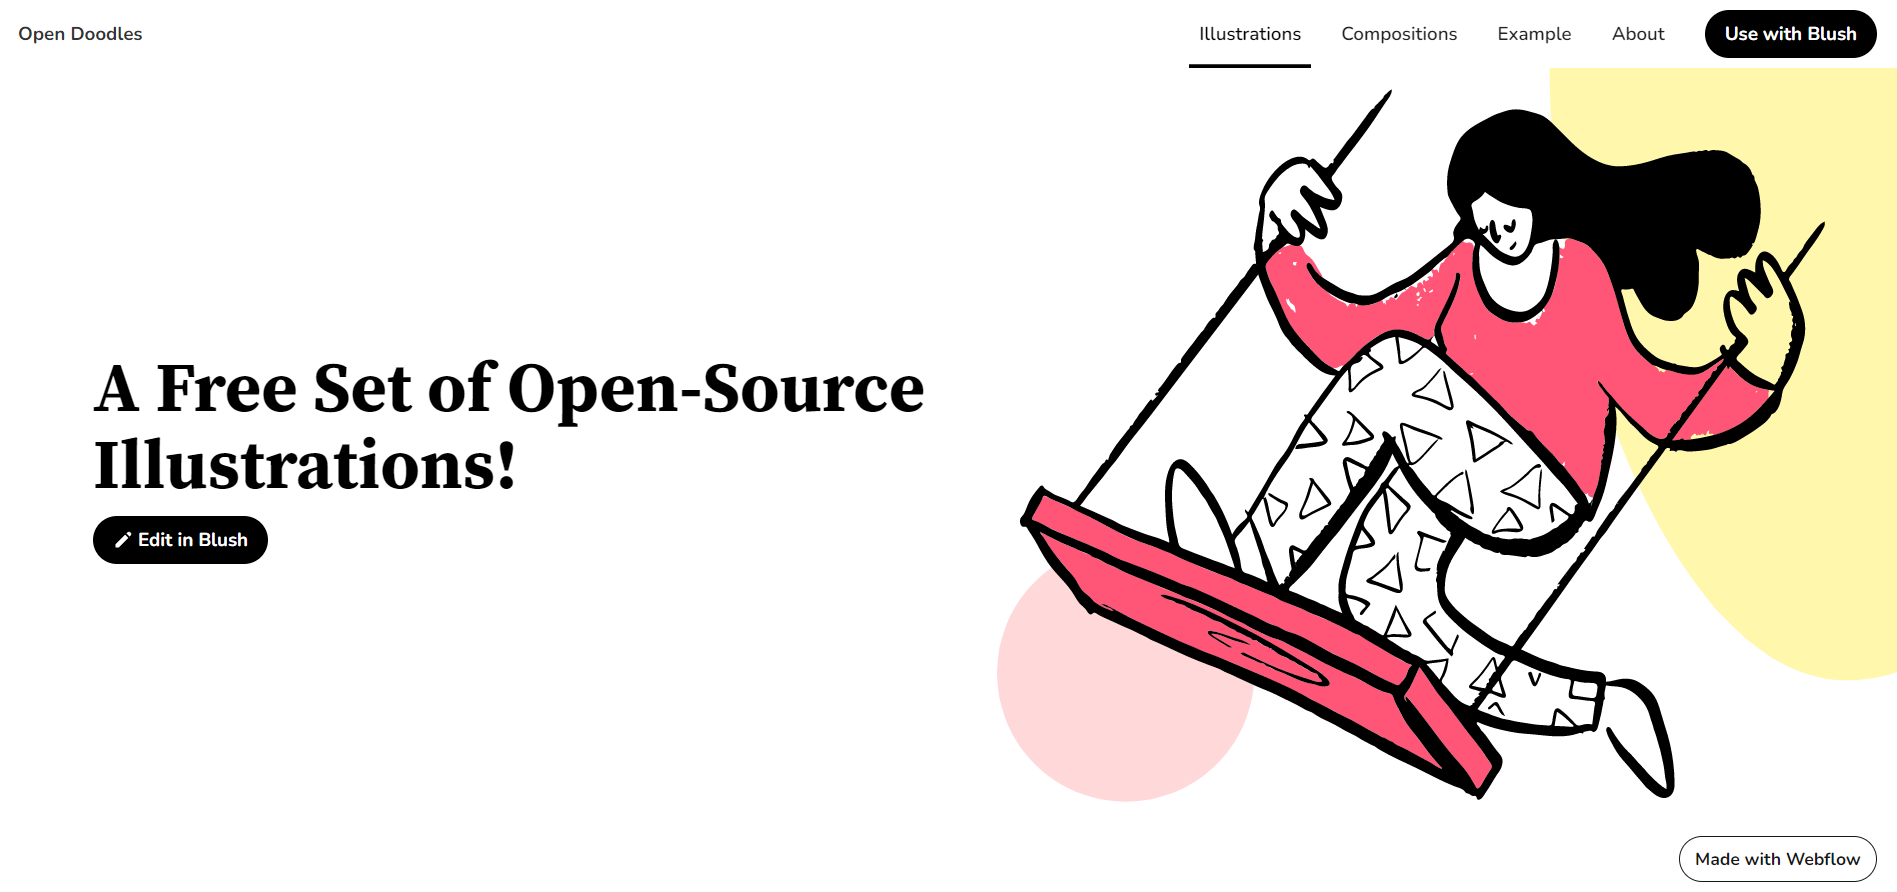 Open Doodles
Illustrations
Compositions
Example
About
Use with Blush
A Free Set of Open-Source
Illustrations!
Edit in Blush
Made with Webflow